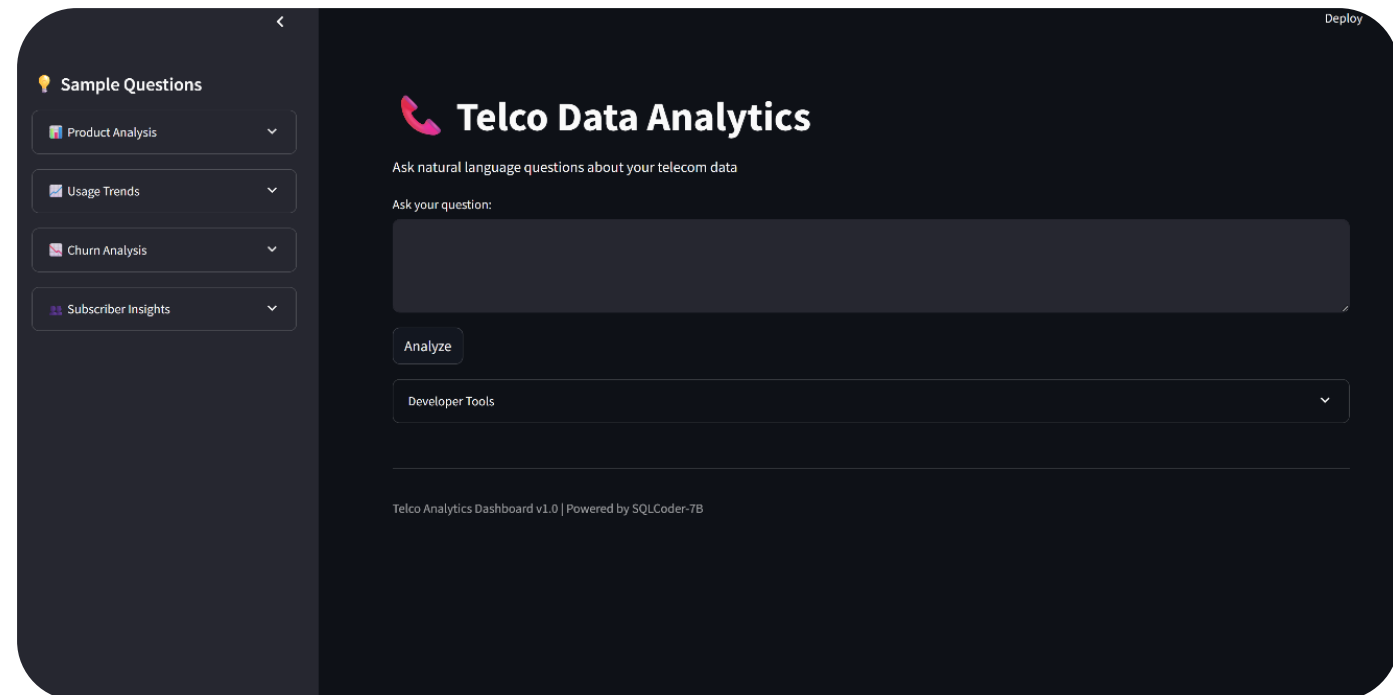 Deploy
Sample Questions
Product Analysis
Usage Trends
Churn Analysis
Subscriber Insights
Telco Data Analytics
Ask natural language questions about your telecom data
Ask your question:
Analyze
Developer Tools
Telco Analytics Dashboard v1.0 | Powered by SQLCoder-7B